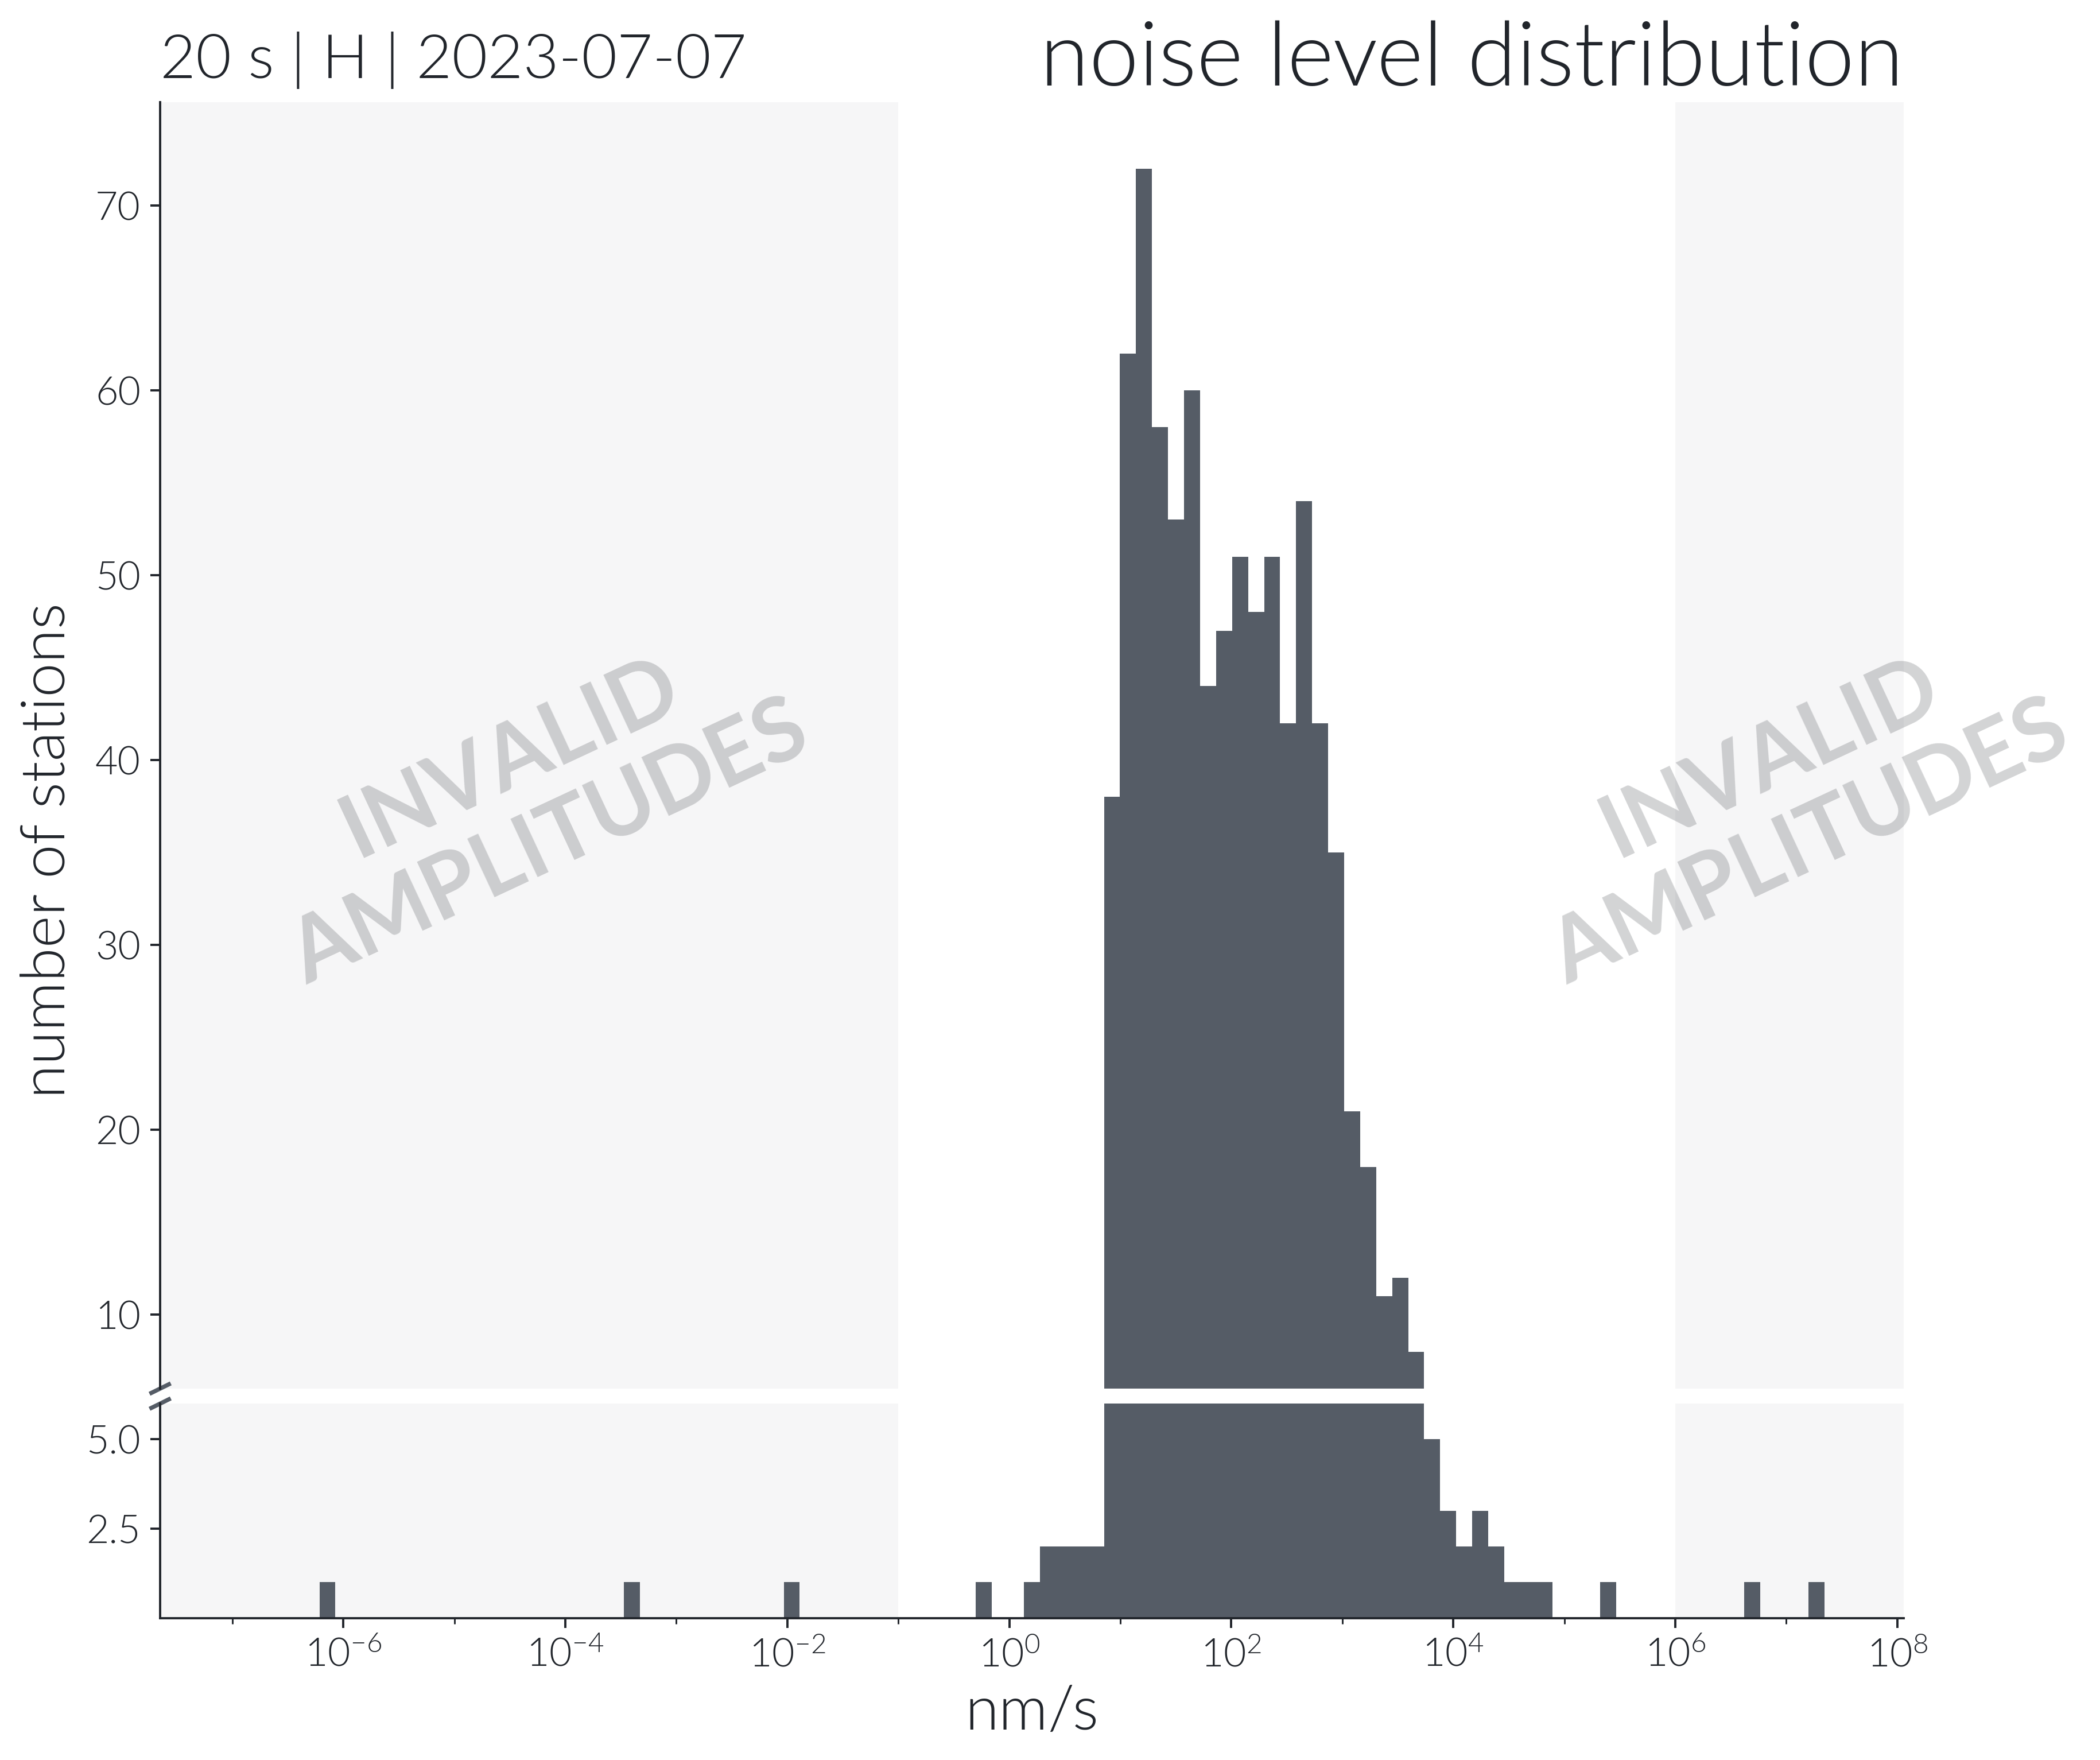 20 s | H | 2023-07-07
noise level distribution
number of stations
70
60
50
40
30
20
10
5.0
2.5
INVALID
AMPLITUDES
INVALID
AMPLITUDES
10⁻⁶ 10⁻⁴ 10⁻² 10⁰ 10² 10⁴ 10⁶ 10⁸
nm/s